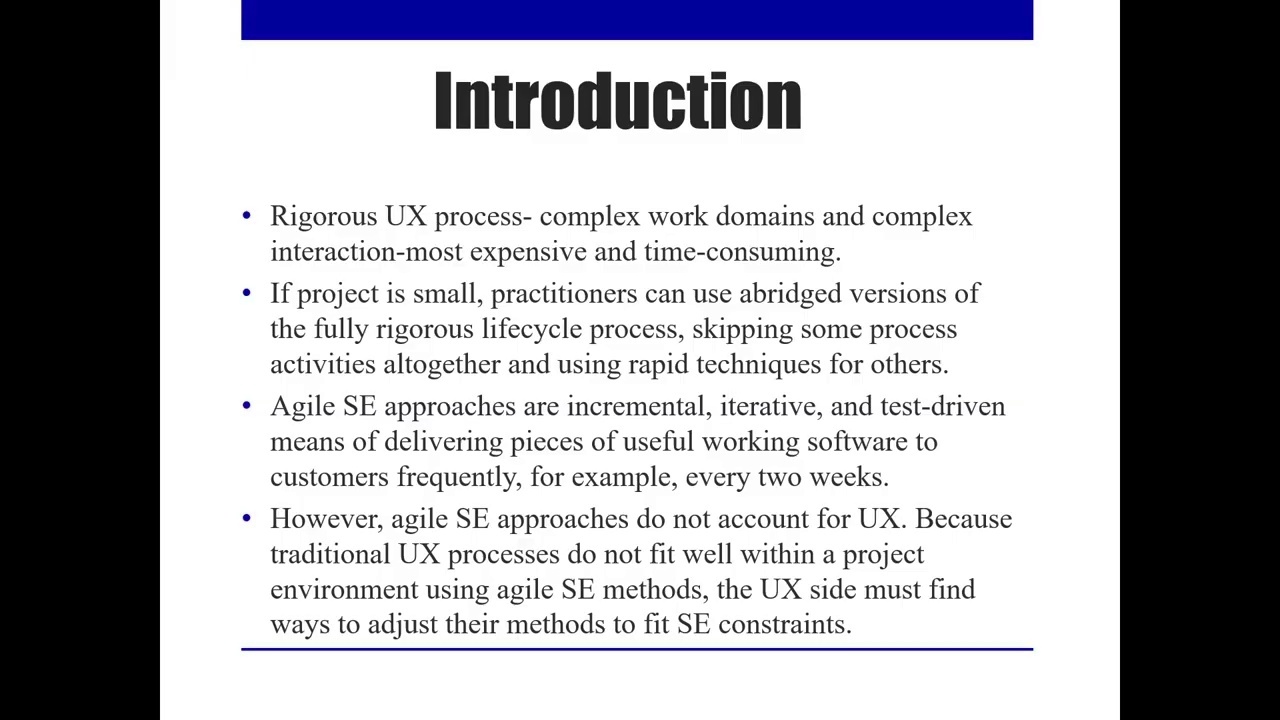 Introduction
• Rigorous UX process- complex work domains and complex
interaction-most expensive and time-consuming.
• If project is small, practitioners can use abridged versions of
the fully rigorous lifecycle process, skipping some process
activities altogether and using rapid techniques for others.
• Agile SE approaches are incremental, iterative, and test-driven
means of delivering pieces of useful working software to
customers frequently, for example, every two weeks.
• However, agile SE approaches do not account for UX. Because
traditional UX processes do not fit well within a project
environment using agile SE methods, the UX side must find
ways to adjust their methods to fit SE constraints.